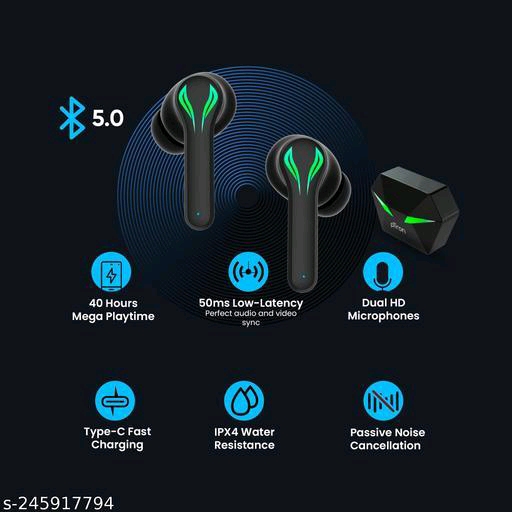 5.0
pTron
40 Hours
Mega Playtime
50ms Low-Latency
Perfect audio and video
sync
Dual HD
Microphones
Type-C Fast
Charging
IPX4 Water
Resistance
Passive Noise
Cancellation
s-245917794